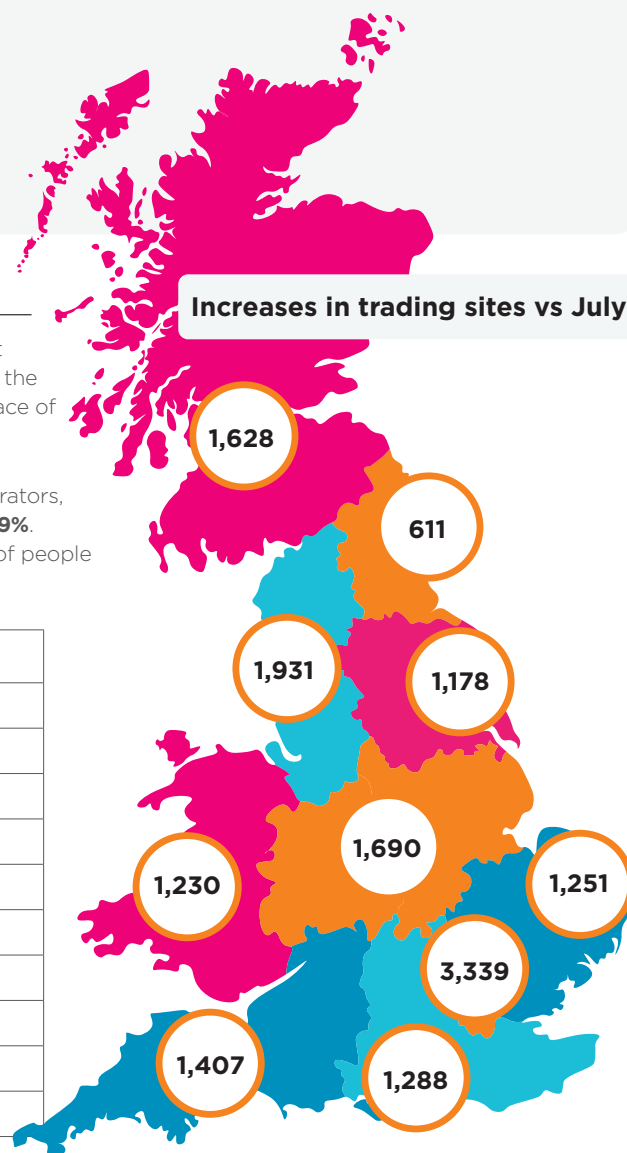 Increases in trading sites vs July
the
ace of
rators,
9%.
of people
1,628
611
1,931
1,178
1,690
1,230
1,251
3,339
1,407
1,288